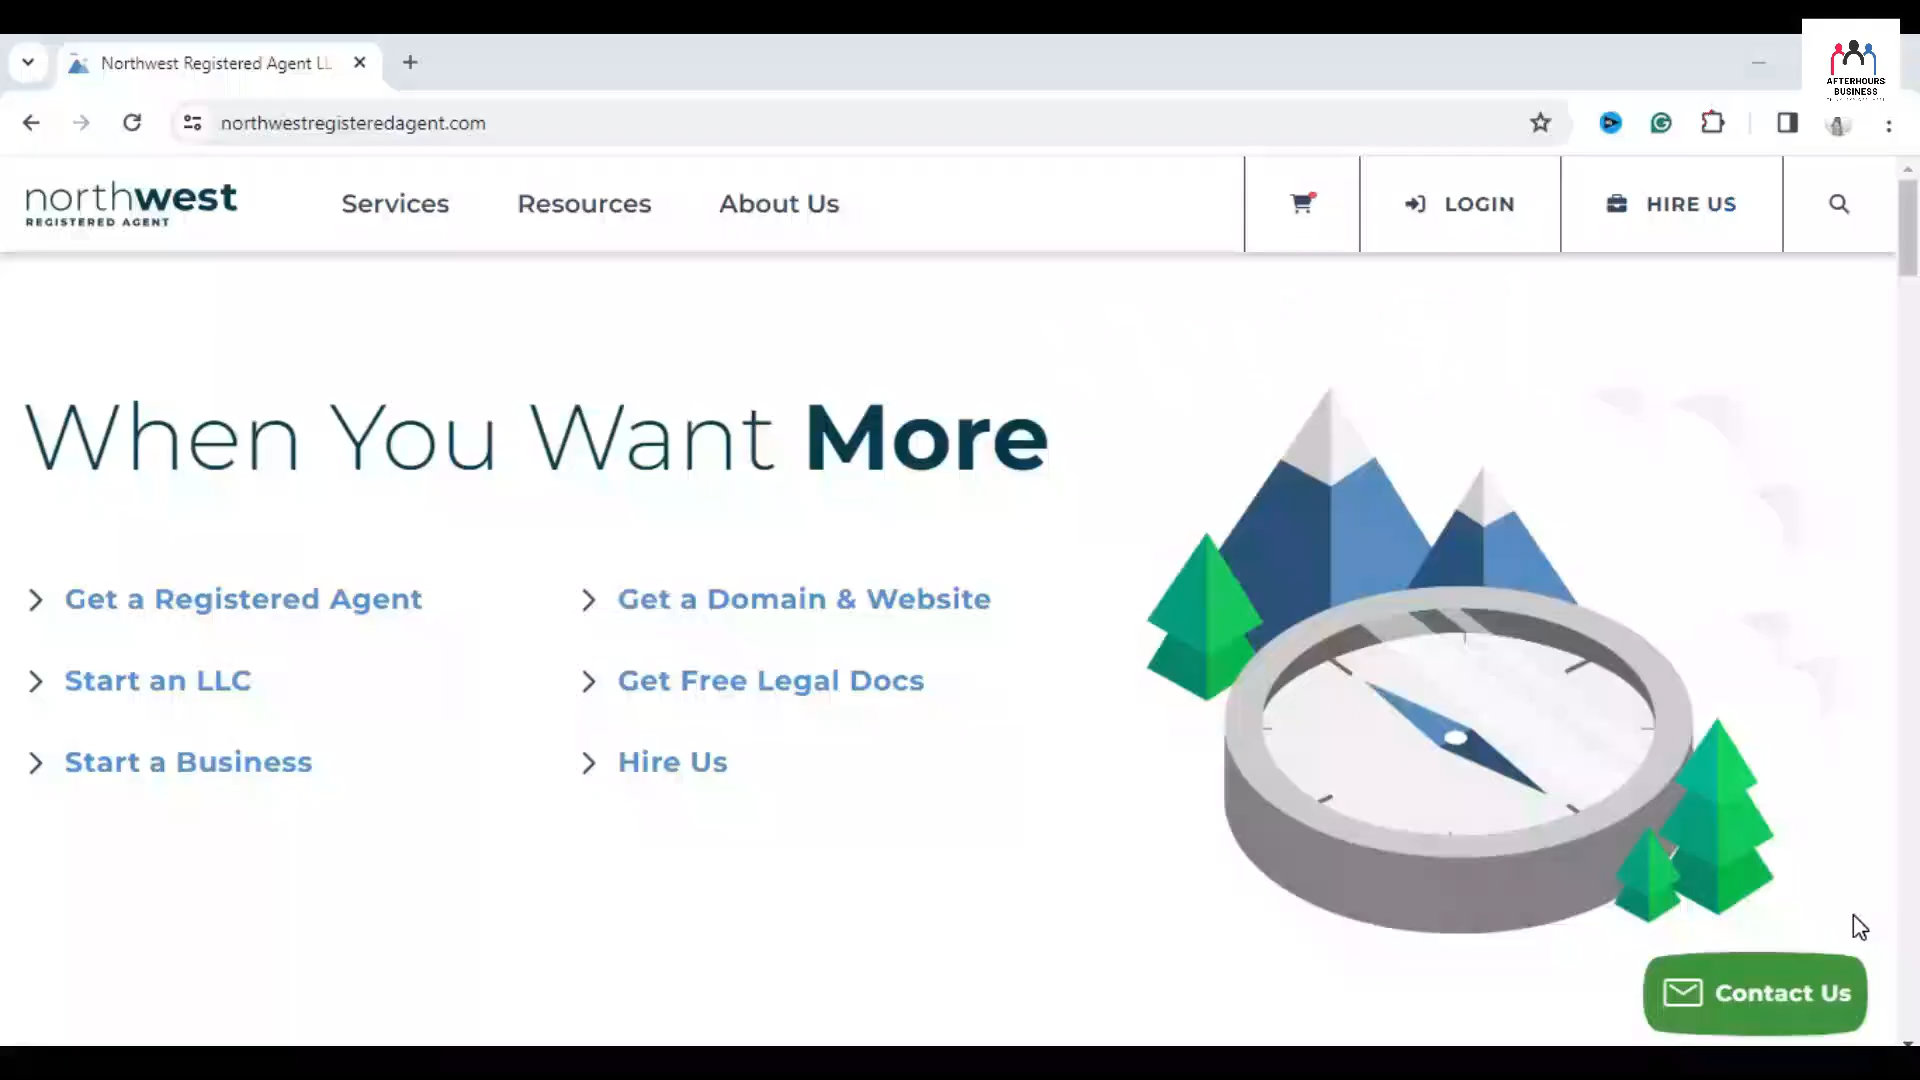 Northwest Registered Agent LL
AFTERHOURS
BUSINESS
northwestregisteredagent.com
northwest
REGISTERED AGENT
Services
Resources
About Us
LOGIN
HIRE US
When You Want More
Get a Registered Agent
Get a Domain & Website
Start an LLC
Get Free Legal Docs
Start a Business
Hire Us
Contact Us